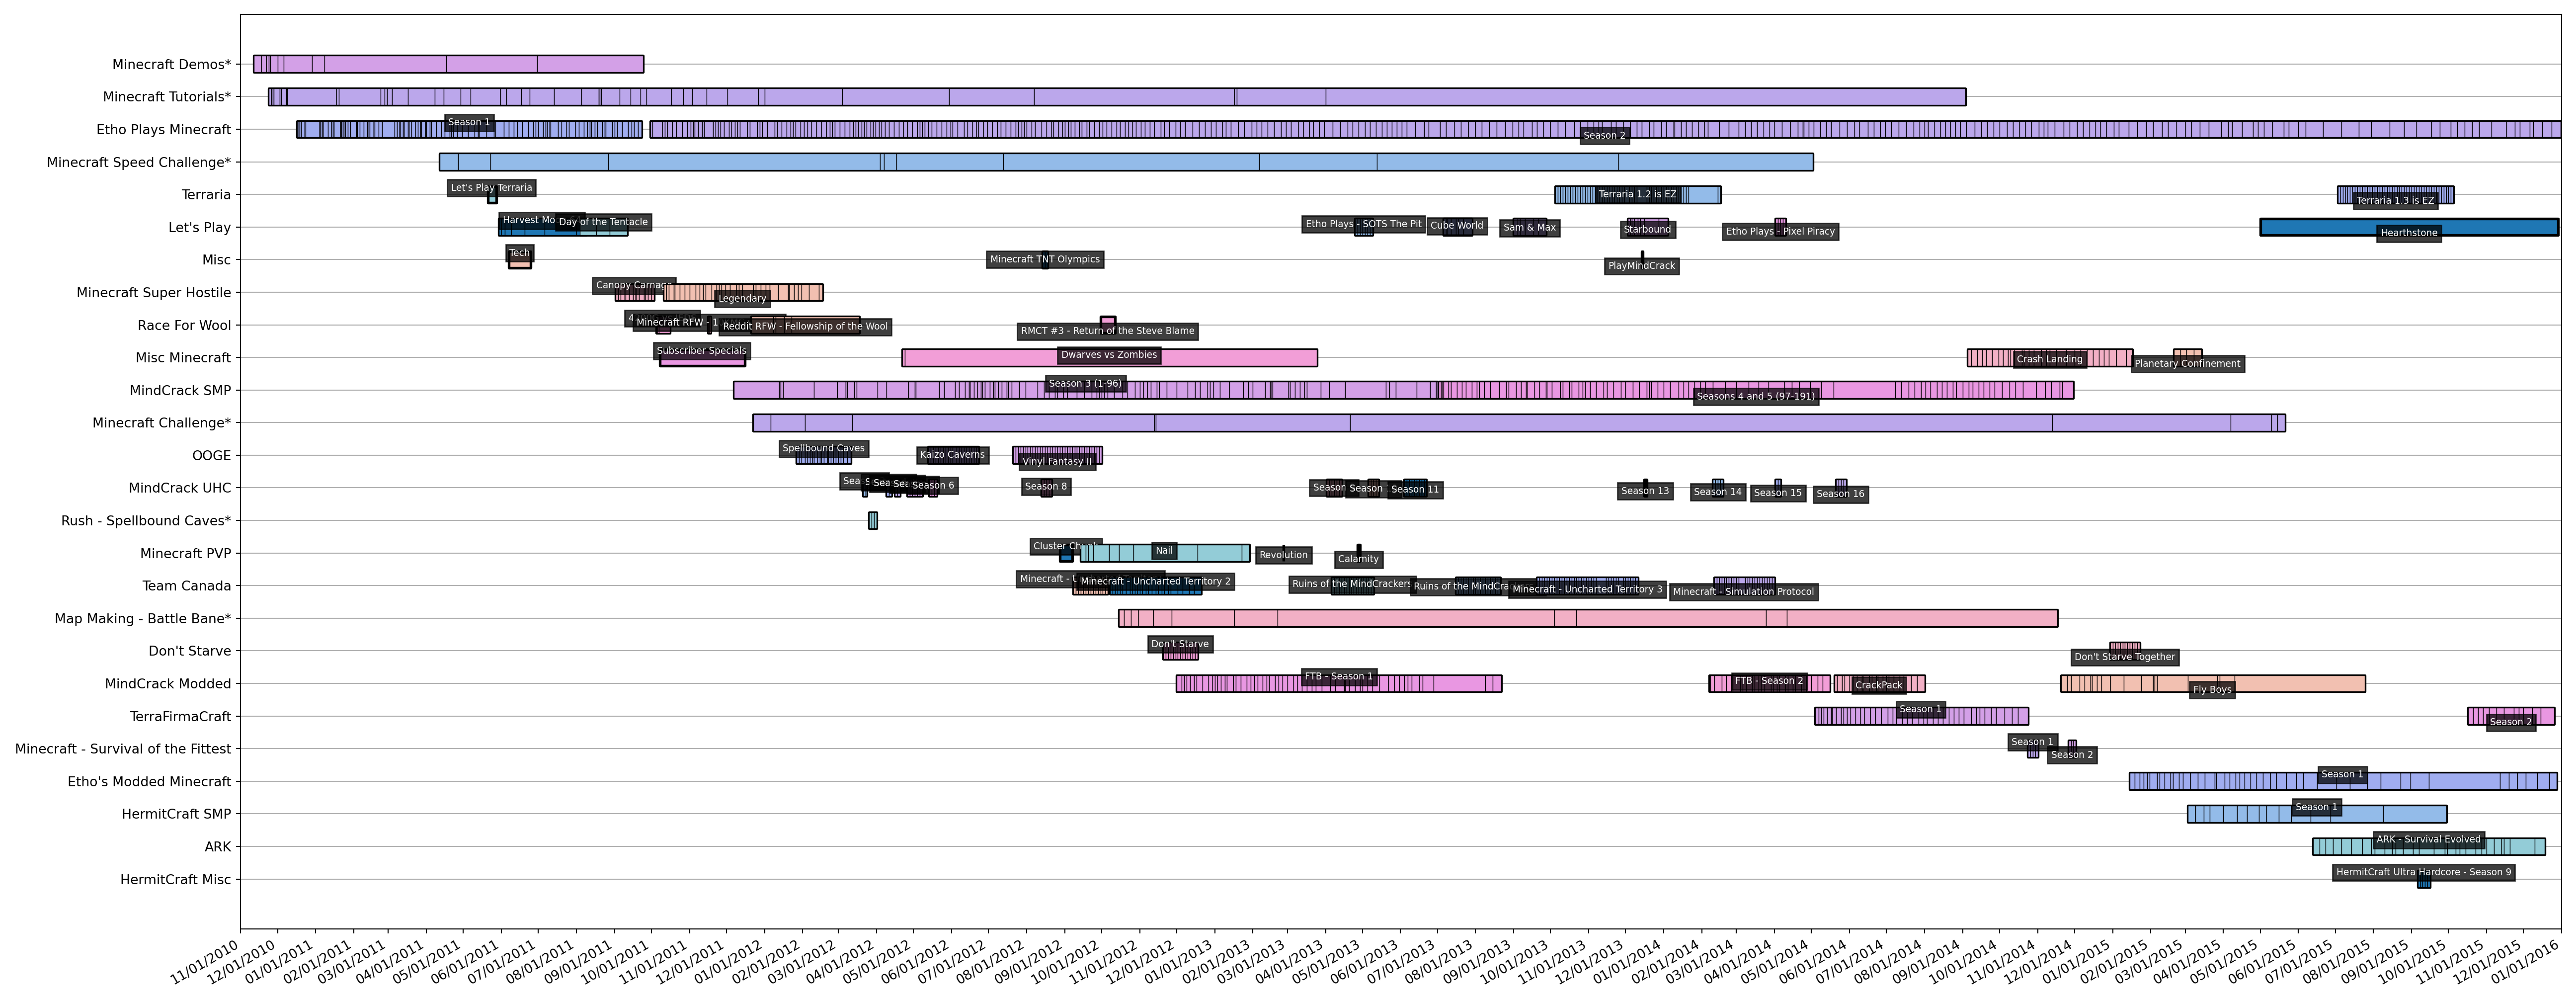 Minecraft Demos*
Minecraft Tutorials*
Etho Plays Minecraft
Season 1
Season 2
Minecraft Speed Challenge*
Terraria
Let's Play Terraria
Terraria 1.2 is EZ
Terraria 1.3 is EZ
Let's Play
Harvest
Day of the Tentacle
Etho Plays - SOTS The Pit
Cube World
Sam & Max
Starbound
Etho Plays - Pixel Piracy
Hearthstone
Misc
Tech
Minecraft TNT Olympics
PlayMindCrack
Minecraft Super Hostile
Canopy Carnage
Legendary
Race For Wool
Minecraft RFW - 1
Reddit RFW - Fellowship of the Wool
RMCT #3 - Return of the Steve Blame
Misc Minecraft
Subscriber Specials
Dwarves vs Zombies
Crash Landing
Planetary Confinement
MindCrack SMP
Season 3 (1-96)
Seasons 4 and 5 (97-191)
Minecraft Challenge*
OOGE
Spellbound Caves
Kaizo Caverns
Vinyl Fantasy II
MindCrack UHC
Season 6
Season 8
Season
Season
Season 11
Season 13
Season 14
Season 15
Season 16
Rush - Spellbound Caves*
Minecraft PVP
Cluster
Nail
Revolution
Calamity
Team Canada
Minecraft -
Minecraft - Uncharted Territory 2
Ruins of the MindCrackers
Ruins of the
Minecraft - Uncharted Territory 3
Minecraft - Simulation Protocol
Map Making - Battle Bane*
Don't Starve
Don't Starve
Don't Starve Together
MindCrack Modded
FTB - Season 1
FTB - Season 2
CrackPack
Fly Boys
TerraFirmaCraft
Season 1
Season 2
Minecraft - Survival of the Fittest
Season 1
Season 2
Etho's Modded Minecraft
Season 1
HermitCraft SMP
Season 1
ARK
ARK - Survival Evolved
HermitCraft Misc
HermitCraft Ultra Hardcore - Season 9
11/01/2010
12/01/2010
01/01/2011
02/01/2011
03/01/2011
04/01/2011
05/01/2011
06/01/2011
07/01/2011
08/01/2011
09/01/2011
10/01/2011
11/01/2011
12/01/2011
01/01/2012
02/01/2012
03/01/2012
04/01/2012
05/01/2012
06/01/2012
07/01/2012
08/01/2012
09/01/2012
10/01/2012
11/01/2012
12/01/2012
01/01/2013
02/01/2013
03/01/2013
04/01/2013
05/01/2013
06/01/2013
07/01/2013
08/01/2013
09/01/2013
10/01/2013
11/01/2013
12/01/2013
01/01/2014
02/01/2014
03/01/2014
04/01/2014
05/01/2014
06/01/2014
07/01/2014
08/01/2014
09/01/2014
10/01/2014
11/01/2014
12/01/2014
01/01/2015
02/01/2015
03/01/2015
04/01/2015
05/01/2015
06/01/2015
07/01/2015
08/01/2015
09/01/2015
10/01/2015
11/01/2015
12/01/2015
01/01/2016